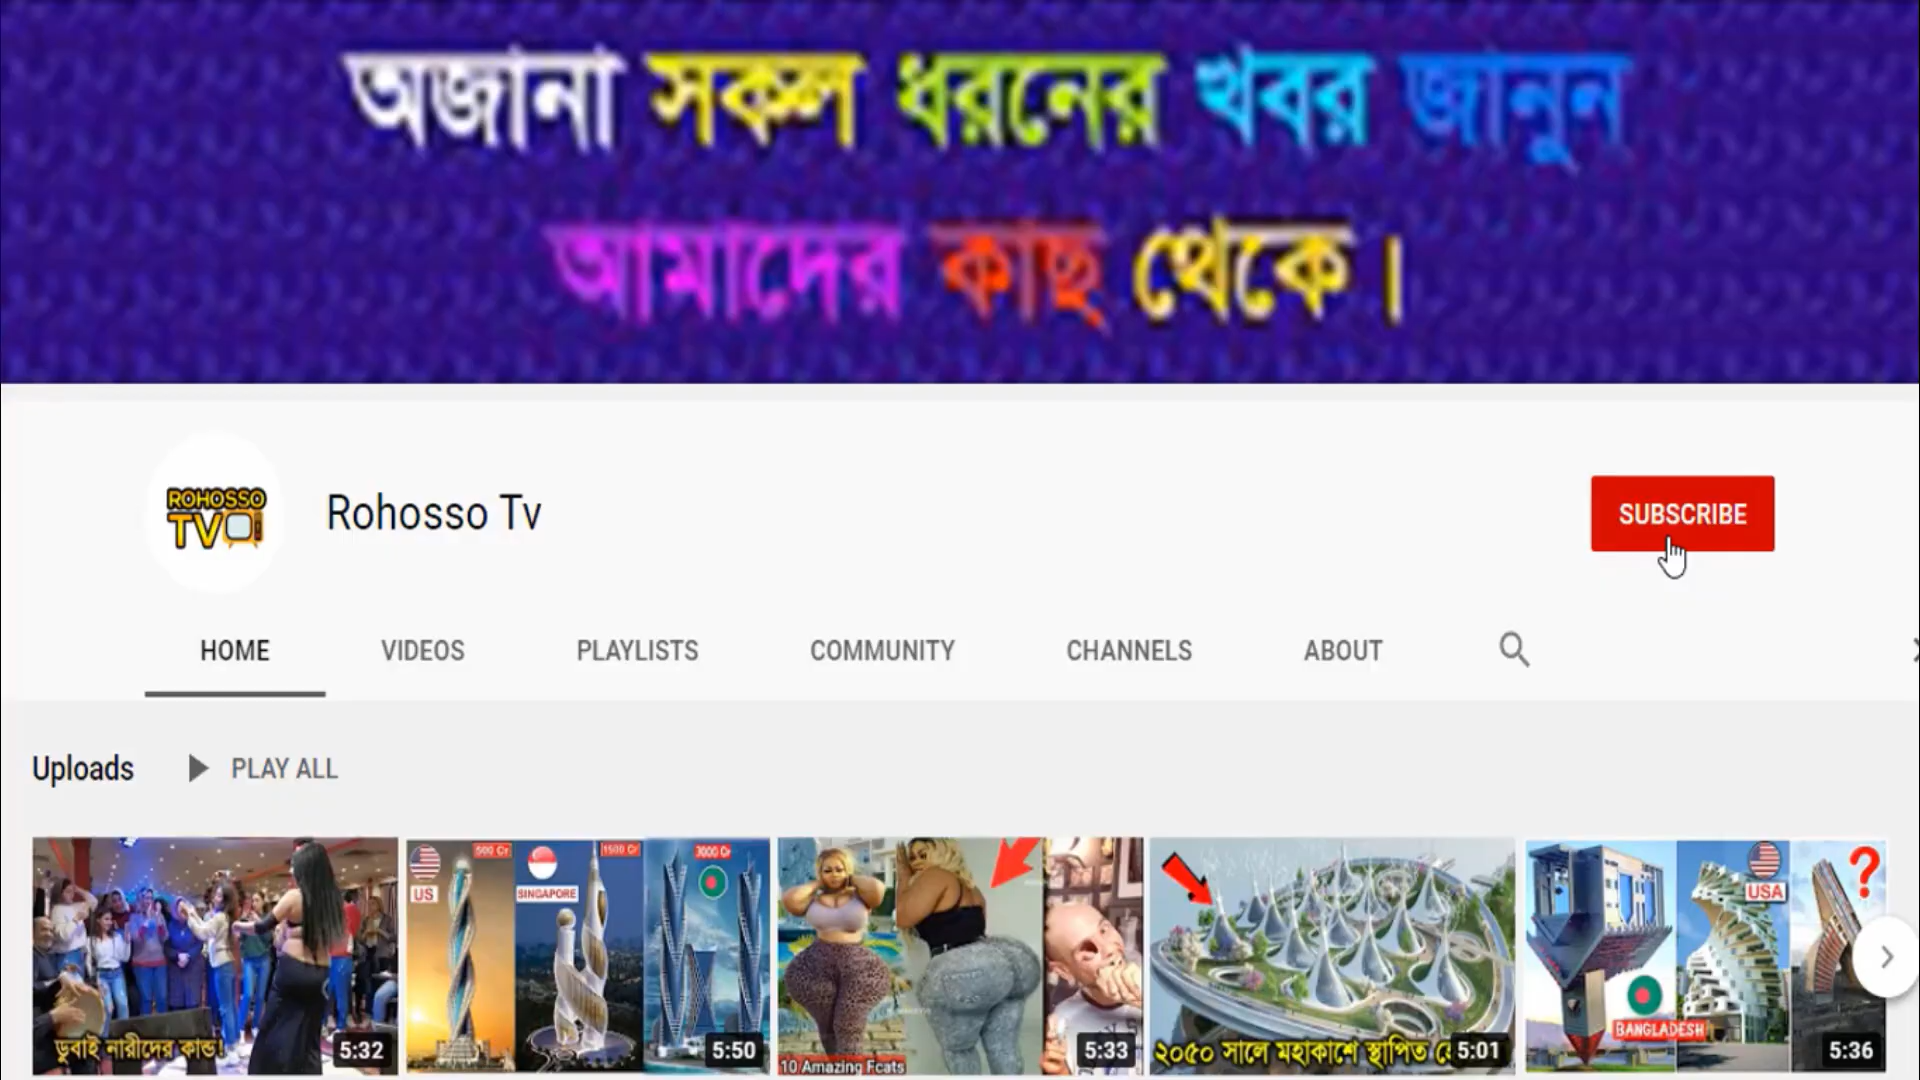 অজানা সকল ধরনের খবর জানুন
আমাদের কাছ থেকে।
ROHOSSO
TV
Rohosso Tv
SUBSCRIBE
HOME VIDEOS PLAYLISTS COMMUNITY CHANNELS ABOUT
Uploads PLAY ALL
ডুবাই নারীদের কান্ড!
5:32
US
500 Cr
SINGAPORE
1500 Cr
3000 Cr
5:50
10 Amazing Fcats
5:33
২০৫০ সালে মহাকাশে স্থাপিত
5:01
BANGLADESH
USA
?
5:36